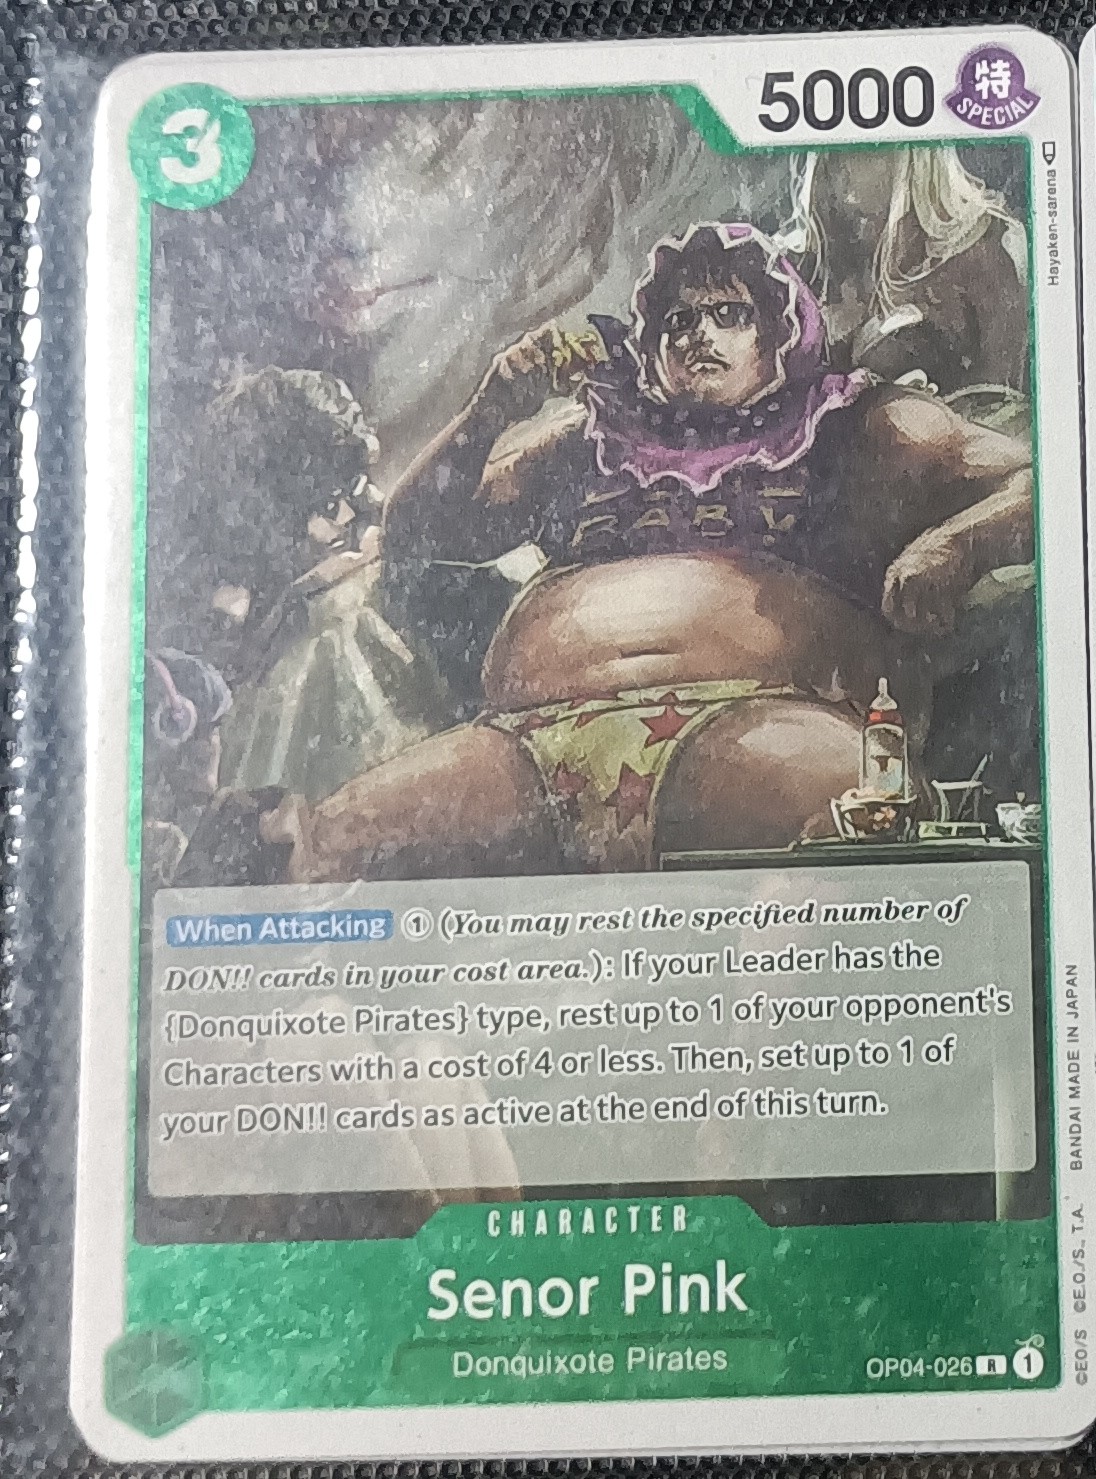 3
5000
特
SPECIAL
Hayaken-sarena
BABY
When Attacking ① (You may rest the specified number of
DON!! cards in your cost area.): If your Leader has the
{Donquixote Pirates} type, rest up to 1 of your opponent's
Characters with a cost of 4 or less. Then, set up to 1 of
your DON!! cards as active at the end of this turn.
CHARACTER
Senor Pink
Donquixote Pirates
OP04-026 R 1
©EO/S ©E.O./S., T.A. BANDAI MADE IN JAPAN